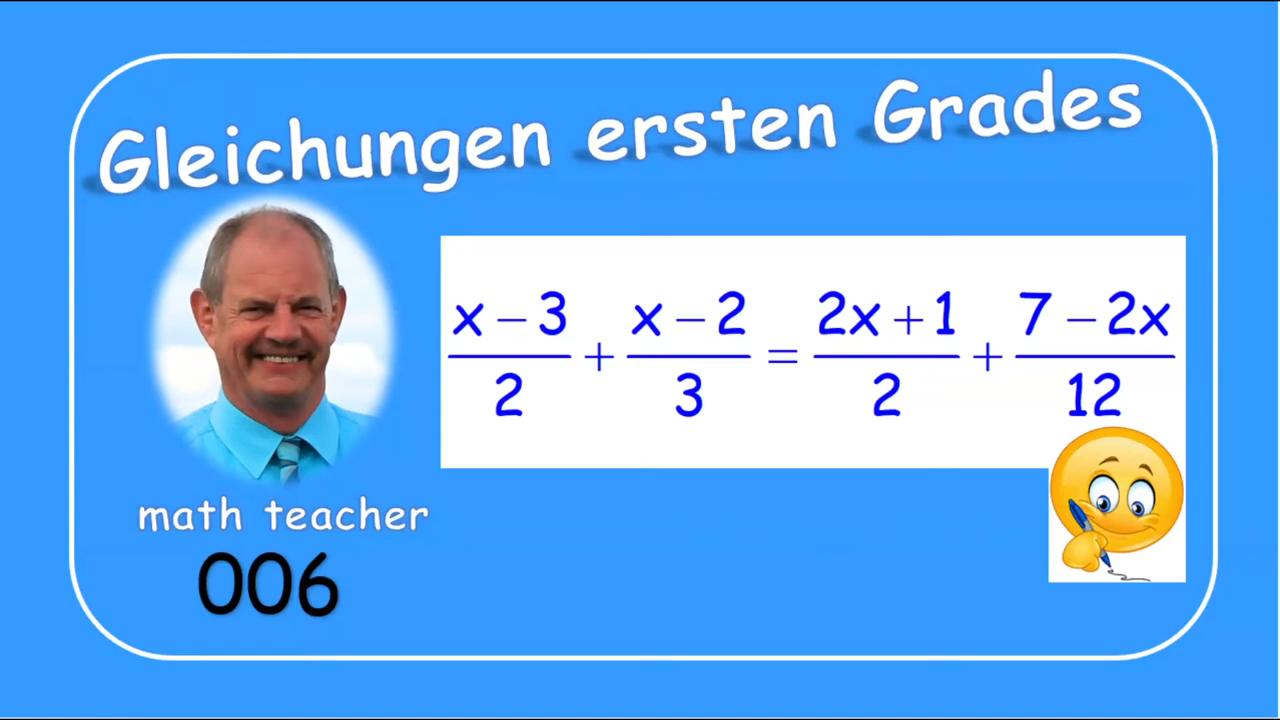 Gleichungen ersten Grades
x – 3 / 2 + x – 2 / 3 = 2x + 1 / 2 + 7 – 2x / 12
math teacher
006